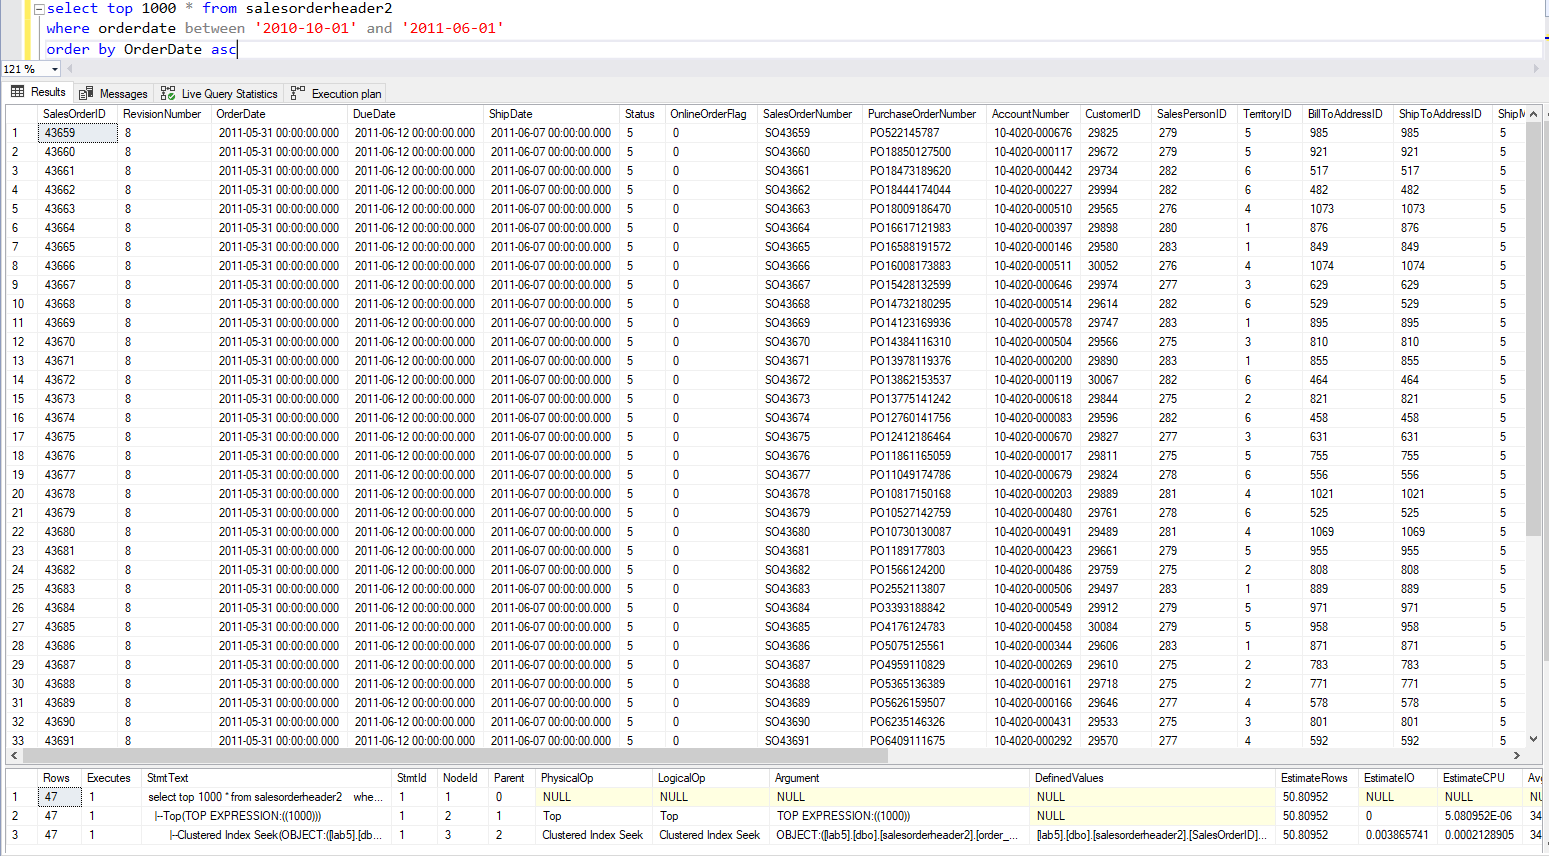 select top 1000 * from salesorderheader2
where orderdate between '2010-10-01' and '2011-06-01'
order by OrderDate asc
121 %
Results Messages Live Query Statistics Execution plan
SalesOrderID RevisionNumber OrderDate DueDate ShipDate Status OnlineOrderFlag SalesOrderNumber PurchaseOrderNumber AccountNumber CustomerID SalesPersonID TerritoryID BillToAddressID ShipToAddressID ShipM
1 43659 8 2011-05-31 00:00:00.000 2011-06-12 00:00:00.000 2011-06-07 00:00:00.000 5 0 SO43659 PO522145787 10-4020-000676 29825 279 5 985 985 5
2 43660 8 2011-05-31 00:00:00.000 2011-06-12 00:00:00.000 2011-06-07 00:00:00.000 5 0 SO43660 PO18850127500 10-4020-000117 29672 279 5 921 921 5
3 43661 8 2011-05-31 00:00:00.000 2011-06-12 00:00:00.000 2011-06-07 00:00:00.000 5 0 SO43661 PO18473189620 10-4020-000442 29734 282 6 517 517 5
4 43662 8 2011-05-31 00:00:00.000 2011-06-12 00:00:00.000 2011-06-07 00:00:00.000 5 0 SO43662 PO18444174044 10-4020-000227 29994 282 6 482 482 5
5 43663 8 2011-05-31 00:00:00.000 2011-06-12 00:00:00.000 2011-06-07 00:00:00.000 5 0 SO43663 PO18009186470 10-4020-000510 29565 276 4 1073 1073 5
6 43664 8 2011-05-31 00:00:00.000 2011-06-12 00:00:00.000 2011-06-07 00:00:00.000 5 0 SO43664 PO16617121983 10-4020-000397 29898 280 1 876 876 5
7 43665 8 2011-05-31 00:00:00.000 2011-06-12 00:00:00.000 2011-06-07 00:00:00.000 5 0 SO43665 PO16588191572 10-4020-000146 29580 283 1 849 849 5
8 43666 8 2011-05-31 00:00:00.000 2011-06-12 00:00:00.000 2011-06-07 00:00:00.000 5 0 SO43666 PO16008173883 10-4020-000511 30052 276 4 1074 1074 5
9 43667 8 2011-05-31 00:00:00.000 2011-06-12 00:00:00.000 2011-06-07 00:00:00.000 5 0 SO43667 PO15428132599 10-4020-000646 29974 277 3 629 629 5
10 43668 8 2011-05-31 00:00:00.000 2011-06-12 00:00:00.000 2011-06-07 00:00:00.000 5 0 SO43668 PO14732180295 10-4020-000514 29614 282 6 529 529 5
11 43669 8 2011-05-31 00:00:00.000 2011-06-12 00:00:00.000 2011-06-07 00:00:00.000 5 0 SO43669 PO14123169936 10-4020-000578 29747 283 1 895 895 5
12 43670 8 2011-05-31 00:00:00.000 2011-06-12 00:00:00.000 2011-06-07 00:00:00.000 5 0 SO43670 PO14384116310 10-4020-000504 29566 275 3 810 810 5
13 43671 8 2011-05-31 00:00:00.000 2011-06-12 00:00:00.000 2011-06-07 00:00:00.000 5 0 SO43671 PO13978119376 10-4020-000200 29890 283 1 855 855 5
14 43672 8 2011-05-31 00:00:00.000 2011-06-12 00:00:00.000 2011-06-07 00:00:00.000 5 0 SO43672 PO13862153537 10-4020-000119 30067 282 6 464 464 5
15 43673 8 2011-05-31 00:00:00.000 2011-06-12 00:00:00.000 2011-06-07 00:00:00.000 5 0 SO43673 PO13775141242 10-4020-000618 29844 275 2 821 821 5
16 43674 8 2011-05-31 00:00:00.000 2011-06-12 00:00:00.000 2011-06-07 00:00:00.000 5 0 SO43674 PO12760141756 10-4020-000083 29596 282 6 458 458 5
17 43675 8 2011-05-31 00:00:00.000 2011-06-12 00:00:00.000 2011-06-07 00:00:00.000 5 0 SO43675 PO12412186464 10-4020-000670 29827 277 3 631 631 5
18 43676 8 2011-05-31 00:00:00.000 2011-06-12 00:00:00.000 2011-06-07 00:00:00.000 5 0 SO43676 PO11861165059 10-4020-000017 29811 275 5 755 755 5
19 43677 8 2011-05-31 00:00:00.000 2011-06-12 00:00:00.000 2011-06-07 00:00:00.000 5 0 SO43677 PO11049174786 10-4020-000679 29824 278 6 556 556 5
20 43678 8 2011-05-31 00:00:00.000 2011-06-12 00:00:00.000 2011-06-07 00:00:00.000 5 0 SO43678 PO10817150168 10-4020-000203 29889 281 4 1021 1021 5
21 43679 8 2011-05-31 00:00:00.000 2011-06-12 00:00:00.000 2011-06-07 00:00:00.000 5 0 SO43679 PO10527142759 10-4020-000480 29761 278 6 525 525 5
22 43680 8 2011-05-31 00:00:00.000 2011-06-12 00:00:00.000 2011-06-07 00:00:00.000 5 0 SO43680 PO10730130087 10-4020-000491 29489 281 4 1069 1069 5
23 43681 8 2011-05-31 00:00:00.000 2011-06-12 00:00:00.000 2011-06-07 00:00:00.000 5 0 SO43681 PO1189177803 10-4020-000423 29661 279 5 955 955 5
24 43682 8 2011-05-31 00:00:00.000 2011-06-12 00:00:00.000 2011-06-07 00:00:00.000 5 0 SO43682 PO1566124200 10-4020-000486 29759 275 2 808 808 5
25 43683 8 2011-05-31 00:00:00.000 2011-06-12 00:00:00.000 2011-06-07 00:00:00.000 5 0 SO43683 PO2552113807 10-4020-000506 29497 283 1 889 889 5
26 43684 8 2011-05-31 00:00:00.000 2011-06-12 00:00:00.000 2011-06-07 00:00:00.000 5 0 SO43684 PO3393188842 10-4020-000549 29912 279 5 971 971 5
27 43685 8 2011-05-31 00:00:00.000 2011-06-12 00:00:00.000 2011-06-07 00:00:00.000 5 0 SO43685 PO4176124783 10-4020-000458 30084 279 5 958 958 5
28 43686 8 2011-05-31 00:00:00.000 2011-06-12 00:00:00.000 2011-06-07 00:00:00.000 5 0 SO43686 PO5075125561 10-4020-000344 29606 283 1 871 871 5
29 43687 8 2011-05-31 00:00:00.000 2011-06-12 00:00:00.000 2011-06-07 00:00:00.000 5 0 SO43687 PO4959110829 10-4020-000269 29610 275 2 783 783 5
30 43688 8 2011-05-31 00:00:00.000 2011-06-12 00:00:00.000 2011-06-07 00:00:00.000 5 0 SO43688 PO5365136389 10-4020-000161 29718 275 2 771 771 5
31 43689 8 2011-05-31 00:00:00.000 2011-06-12 00:00:00.000 2011-06-07 00:00:00.000 5 0 SO43689 PO5626159507 10-4020-000166 29646 277 4 578 578 5
32 43690 8 2011-05-31 00:00:00.000 2011-06-12 00:00:00.000 2011-06-07 00:00:00.000 5 0 SO43690 PO6235146326 10-4020-000431 29533 275 3 801 801 5
33 43691 8 2011-05-31 00:00:00.000 2011-06-12 00:00:00.000 2011-06-07 00:00:00.000 5 0 SO43691 PO6409111675 10-4020-000292 29570 277 4 592 592 5
Rows Executes StmtText StmtId NodeId Parent PhysicalOp LogicalOp Argument DefinedValues EstimateRows EstimateIO EstimateCPU Avg
1 47 1 select top 1000 * from salesorderheader2 whe... 1 1 0 NULL NULL NULL NULL 50.80952 NULL NULL NU
2 47 1 |--Top(TOP EXPRESSION:((1000))) 1 2 1 Top Top TOP EXPRESSION:((1000)) NULL 50.80952 0 5.080952E-06 34
3 47 1 |--Clustered Index Seek(OBJECT:([lab5].[db... 1 3 2 Clustered Index Seek Clustered Index Seek OBJECT:([lab5].[dbo].[salesorderheader2].[order_... [lab5].[dbo].[salesorderheader2].[SalesOrderID]... 50.80952 0.003865741 0.0002128905 34